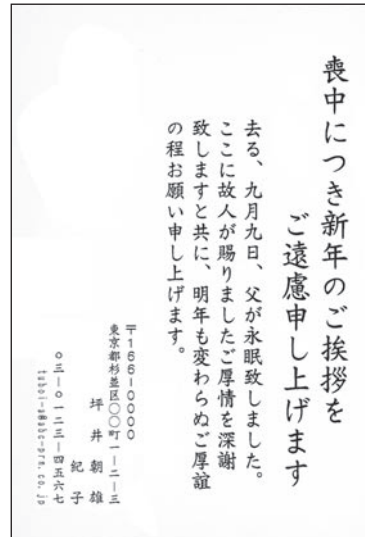 喪中につき新年のご挨拶を
ご遠慮申し上げます
去る、九月九日、父が永眠致しました。
ここに故人が賜りましたご厚情を深謝
致しますと共に、明年も変わらぬご厚誼
の程お願い申し上げます。
〒166-0000
東京都杉並区○○町一-二-三
坪井朝雄
紀子
〇三-〇一二三-四五六七
tuboi-a@abc-prn.co.jp